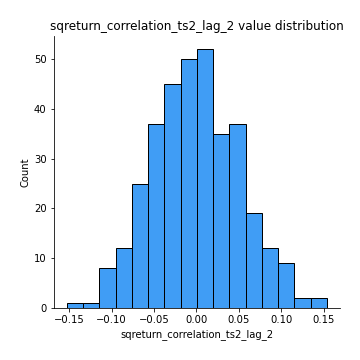 sqreturn_correlation_ts2_lag_2 value distribution
50
40
30
20
10
0
Count
−0.15 −0.10 −0.05 0.00 0.05 0.10 0.15
sqreturn_correlation_ts2_lag_2